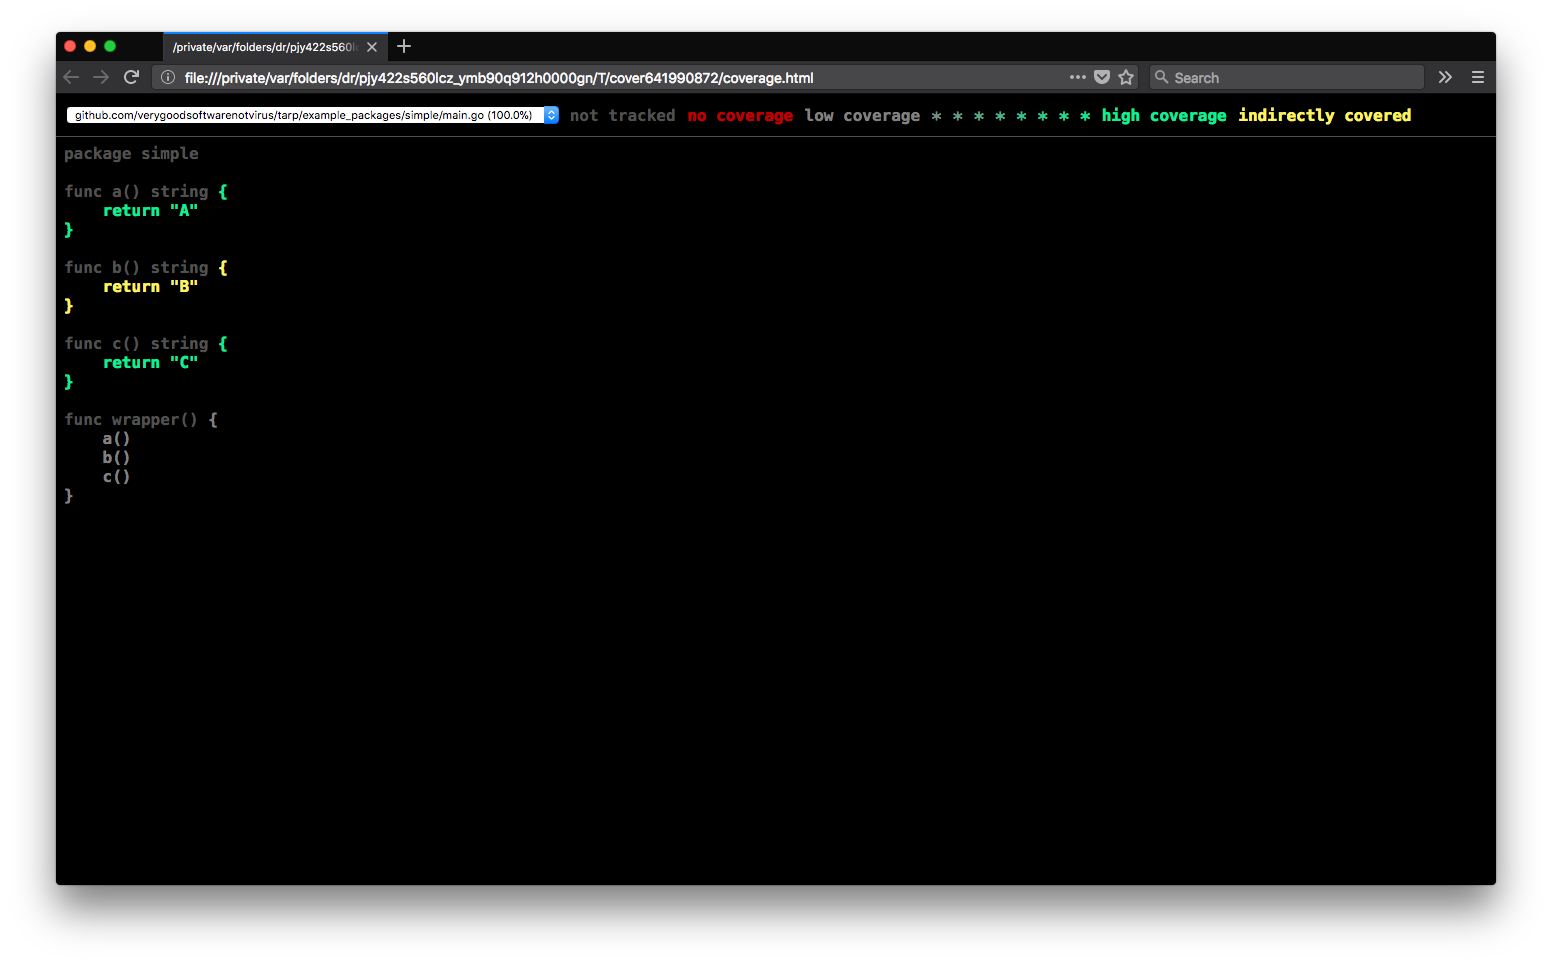 /private/var/folders/dr/pjy422s560l
file:///private/var/folders/dr/pjy422s560lcz_ymb90q912h0000gn/T/cover641990872/coverage.html
Search
github.com/verygoodsoftwarenotvirus/tarp/example_packages/simple/main.go (100.0%) not tracked no coverage low coverage * * * * * * * * high coverage indirectly covered
package simple
func a() string {
    return "A"
}
func b() string {
    return "B"
}
func c() string {
    return "C"
}
func wrapper() {
    a()
    b()
    c()
}